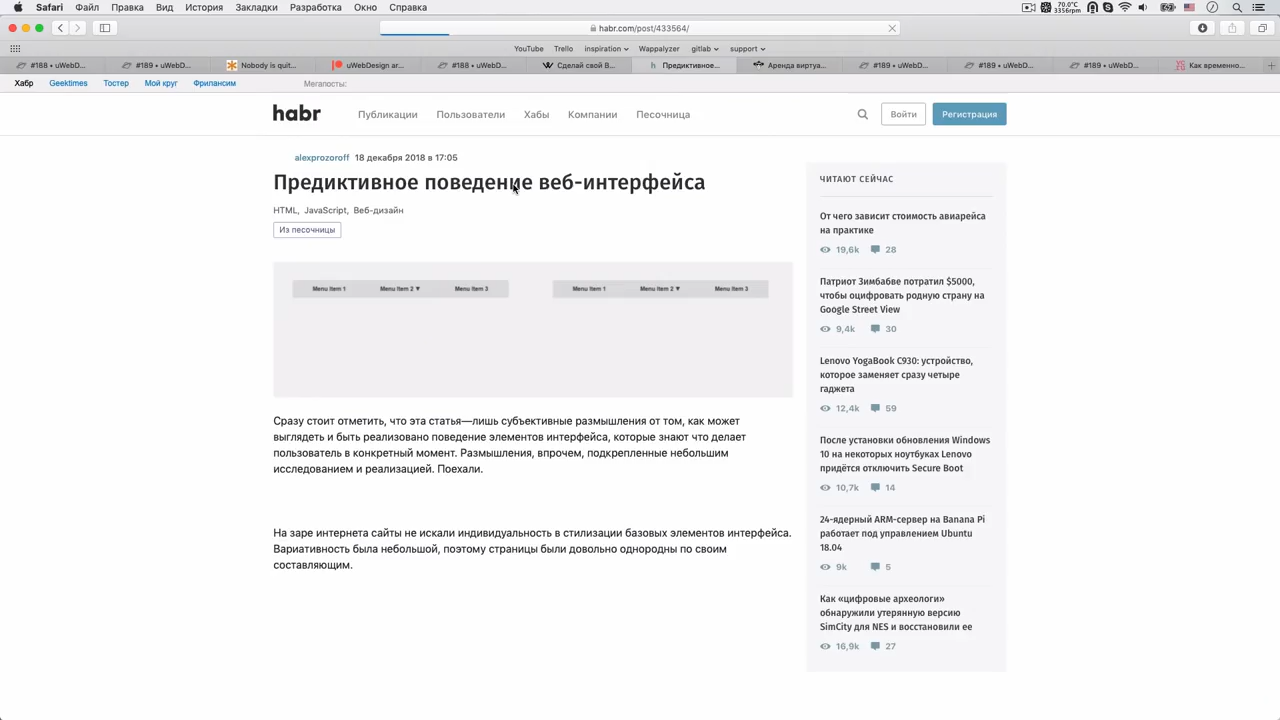 Safari Файл Правка Вид История Закладки Разработка Окно Справка
70.0°C
3356rpm
habr.com/post/433564/
YouTube Trello inspiration Wappalyzer gitlab support
#188 • uWebD... #189 • uWebD... Nobody is quit... uWebDesign ar... #188 • uWebD... Сделай свой В... Предиктивное... Аренда виртуа... #189 • uWebD... #189 • uWebD... #189 • uWebD... Как временно...
Хабр Geektimes Тостер Мой круг Фрилансим Мегапосты:
habr Публикации Пользователи Хабы Компании Песочница Войти Регистрация
alexprozoroff 18 декабря 2018 в 17:05
Предиктивное поведение веб-интерфейса
HTML, JavaScript, Веб-дизайн
Из песочницы
Menu Item 1 Menu Item 2 ▼ Menu Item 3 Menu Item 1 Menu Item 2 ▼ Menu Item 3
Сразу стоит отметить, что эта статья—лишь субъективные размышления от том, как может
выглядеть и быть реализовано поведение элементов интерфейса, которые знают что делает
пользователь в конкретный момент. Размышления, впрочем, подкрепленные небольшим
исследованием и реализацией. Поехали.
На заре интернета сайты не искали индивидуальность в стилизации базовых элементов интерфейса.
Вариативность была небольшой, поэтому страницы были довольно однородны по своим
составляющим.
ЧИТАЮТ СЕЙЧАС
От чего зависит стоимость авиарейса
на практике
19,6k 28
Патриот Зимбабве потратил $5000,
чтобы оцифровать родную страну на
Google Street View
9,4k 30
Lenovo YogaBook C930: устройство,
которое заменяет сразу четыре
гаджета
12,4k 59
После установки обновления Windows
10 на некоторых ноутбуках Lenovo
придётся отключить Secure Boot
10,7k 14
24-ядерный ARM-сервер на Banana Pi
работает под управлением Ubuntu
18.04
9k 5
Как «цифровые археологи»
обнаружили утерянную версию
SimCity для NES и восстановили ее
16,9k 27